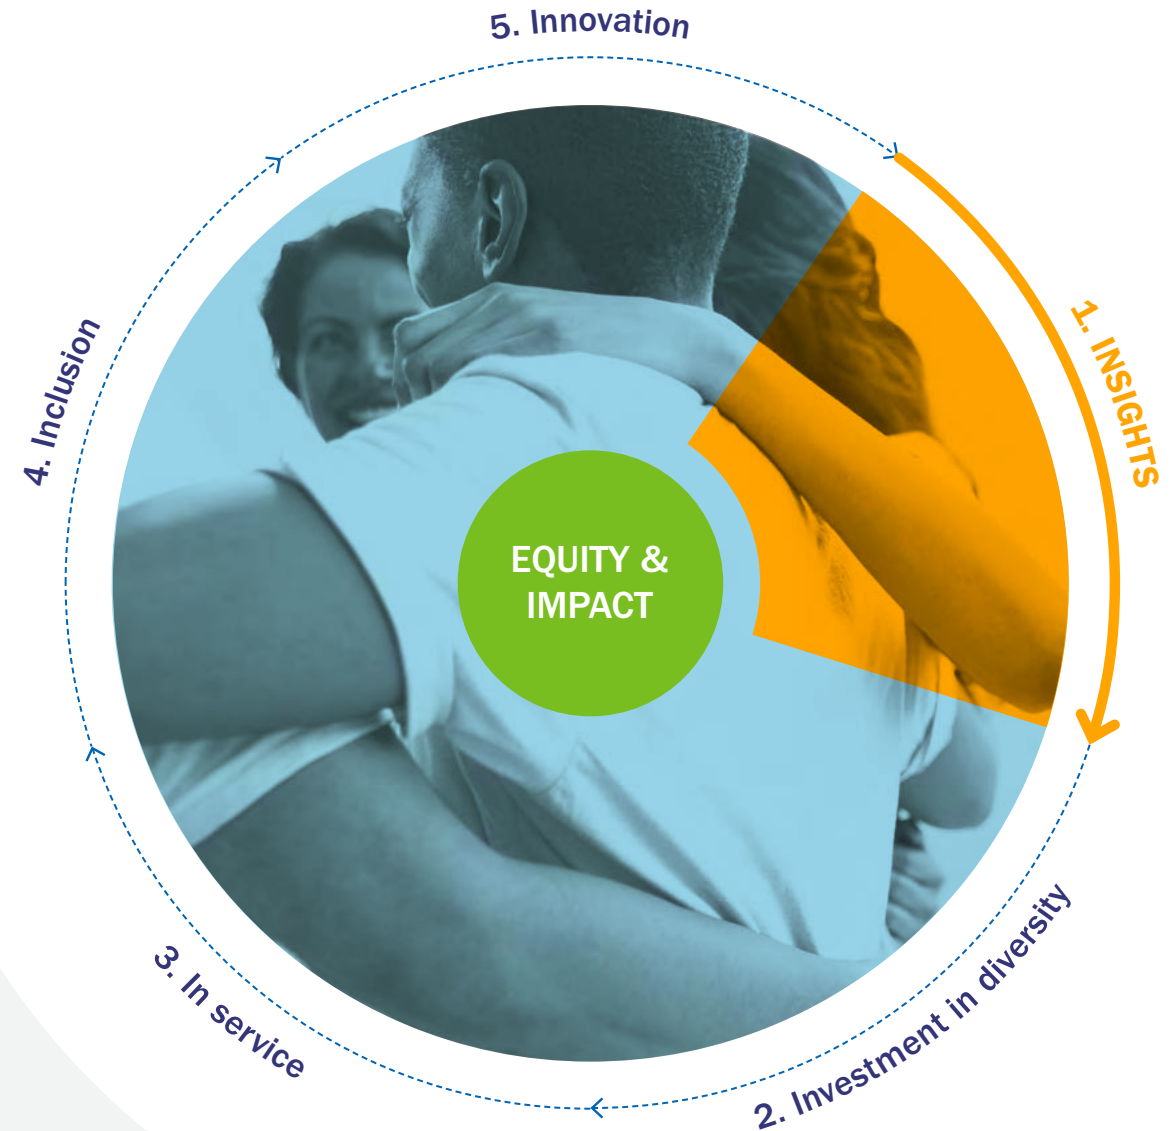 5. Innovation
1. INSIGHTS
2. Investment in diversity
3. In service
4. Inclusion
EQUITY &
IMPACT